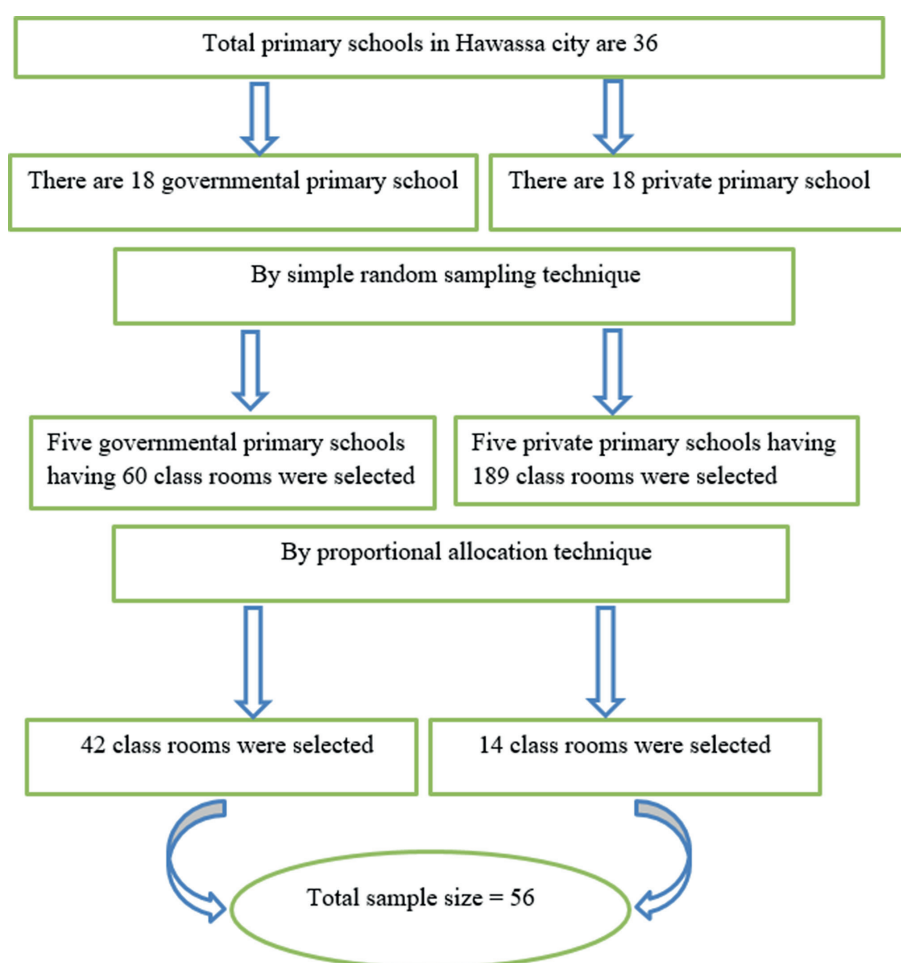 Total primary schools in Hawassa city are 36
There are 18 governmental primary school
There are 18 private primary school
By simple random sampling technique
Five governmental primary schools
having 60 class rooms were selected
Five private primary schools having
189 class rooms were selected
By proportional allocation technique
42 class rooms were selected
14 class rooms were selected
Total sample size = 56